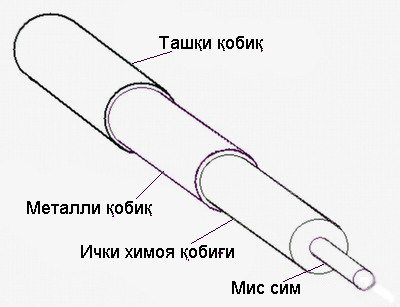 Ташқи қобиқ
Металли қобиқ
Ички химоя қобиғи
Мис сим